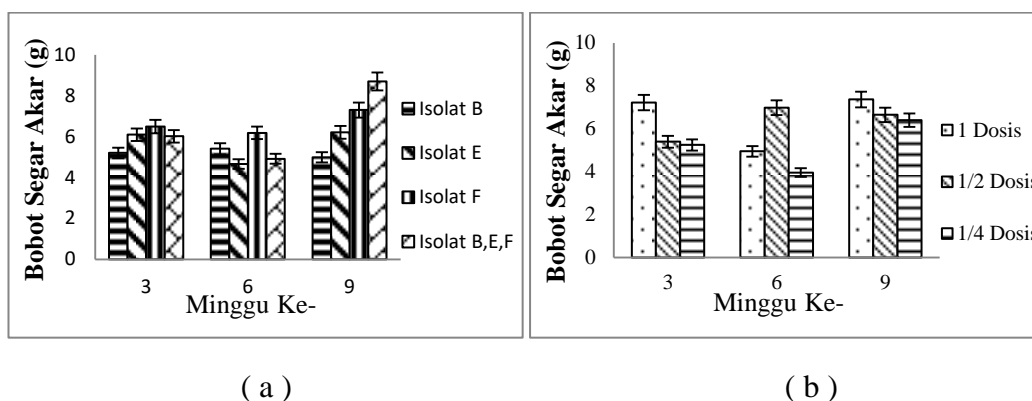 Bobot Segar Akar (g)
10
8
6
4
2
0
3 6 9
Minggu Ke-
Isolat B
Isolat E
Isolat F
Isolat B,E,F
( a )
Bobot Segar Akar (g)
10
8
6
4
2
0
3 6 9
Minggu Ke-
1 Dosis
1/2 Dosis
1/4 Dosis
( b )